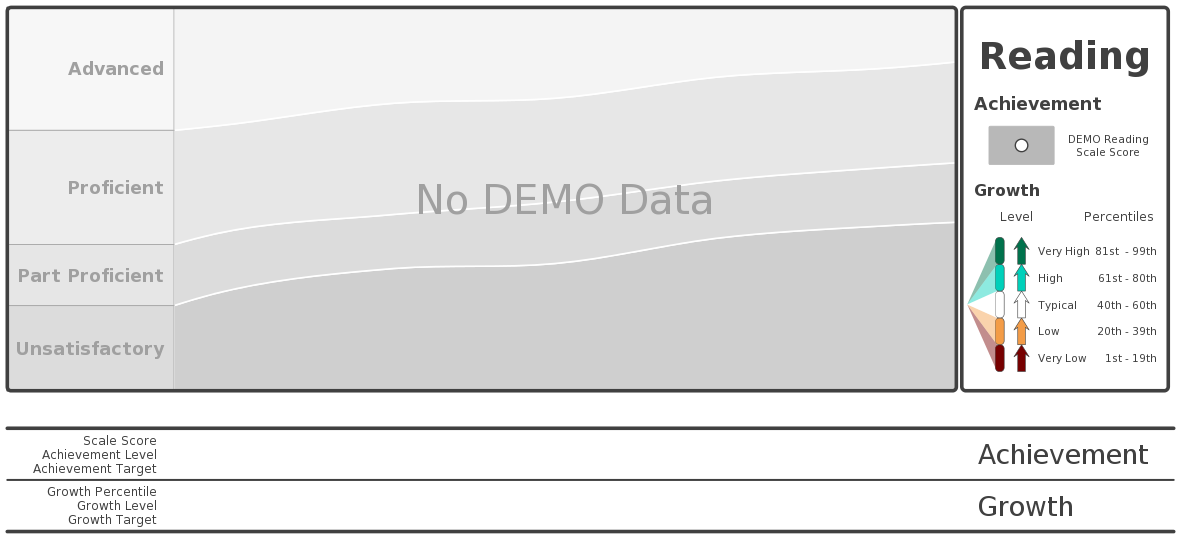 Advanced
Proficient
Part Proficient
Unsatisfactory
No DEMO Data
Reading
Achievement
DEMO Reading
Scale Score
Growth
Level Percentiles
Very High 81st - 99th
High 61st - 80th
Typical 40th - 60th
Low 20th - 39th
Very Low 1st - 19th
Scale Score
Achievement Level
Achievement Target
Achievement
Growth Percentile
Growth Level
Growth Target
Growth